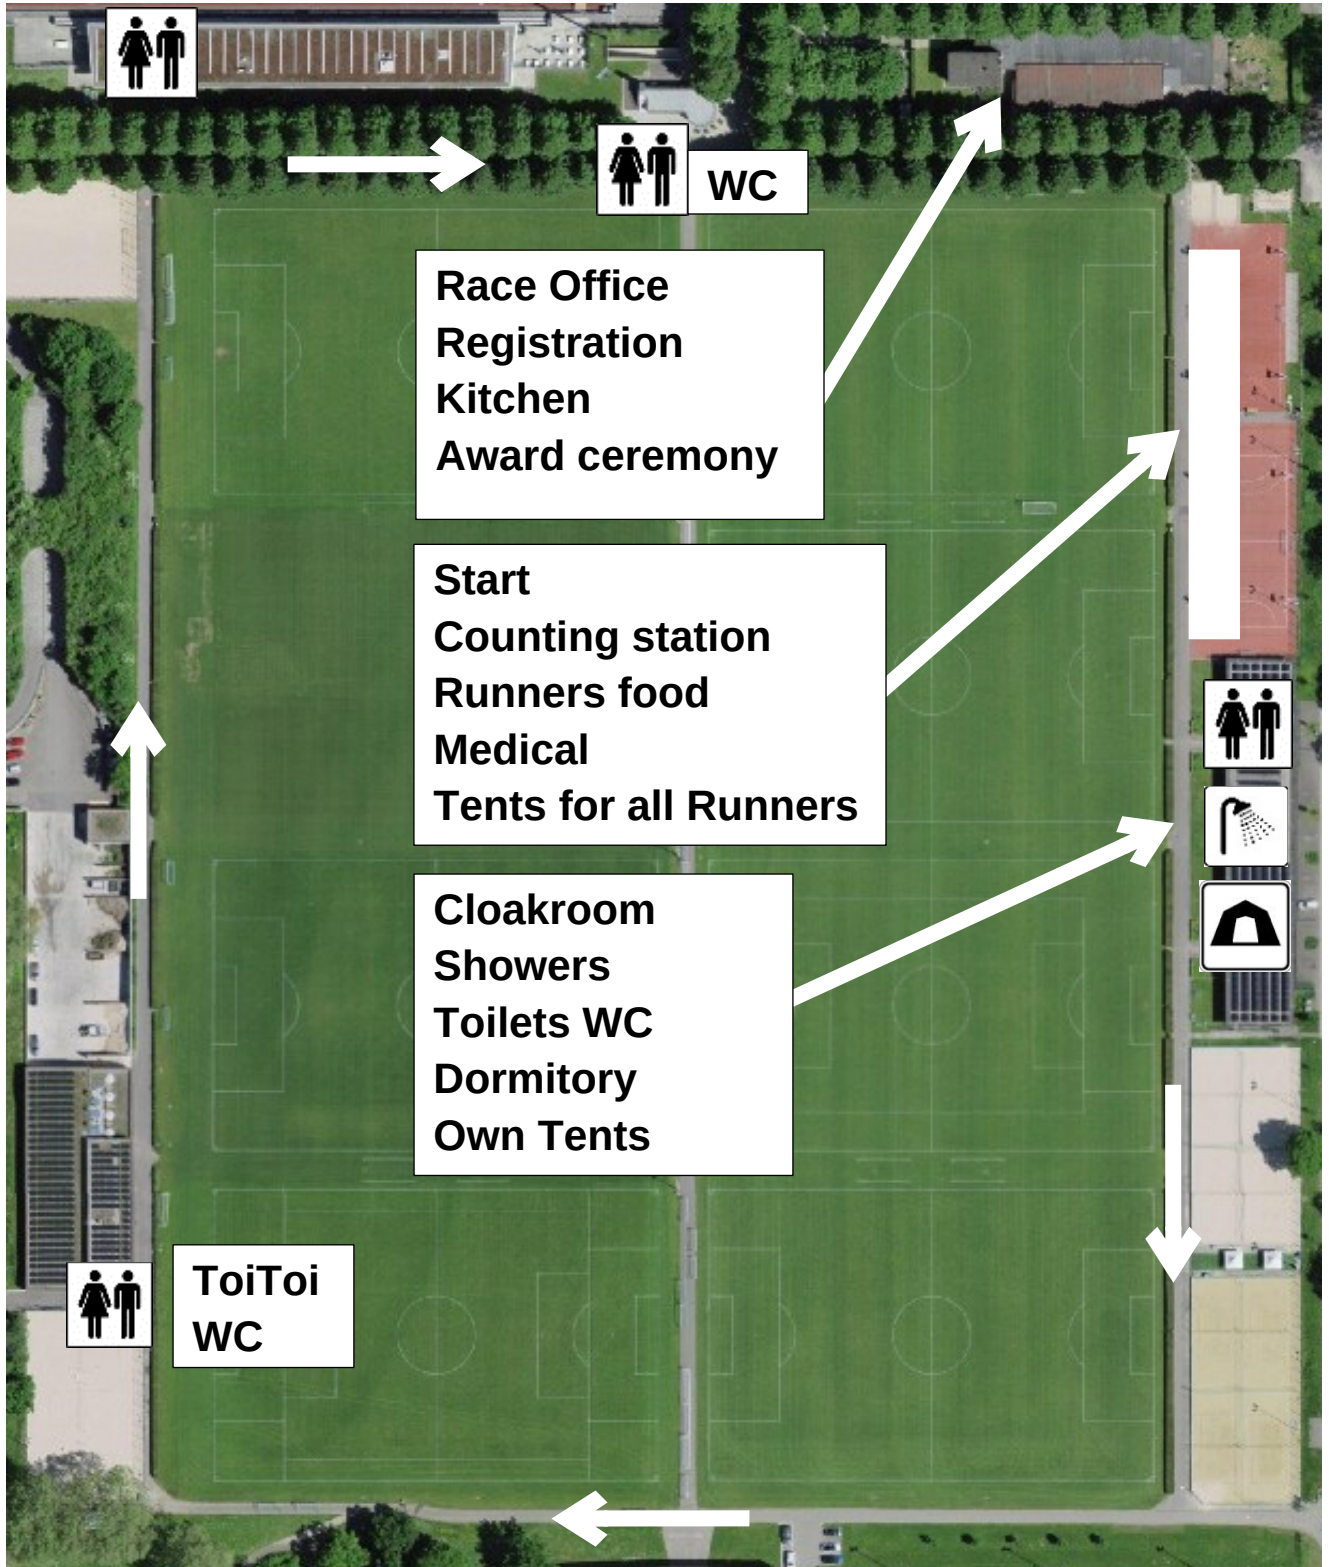 WC
Race Office
Registration
Kitchen
Award ceremony
Start
Counting station
Runners food
Medical
Tents for all Runners
Cloakroom
Showers
Toilets WC
Dormitory
Own Tents
ToiToi
WC